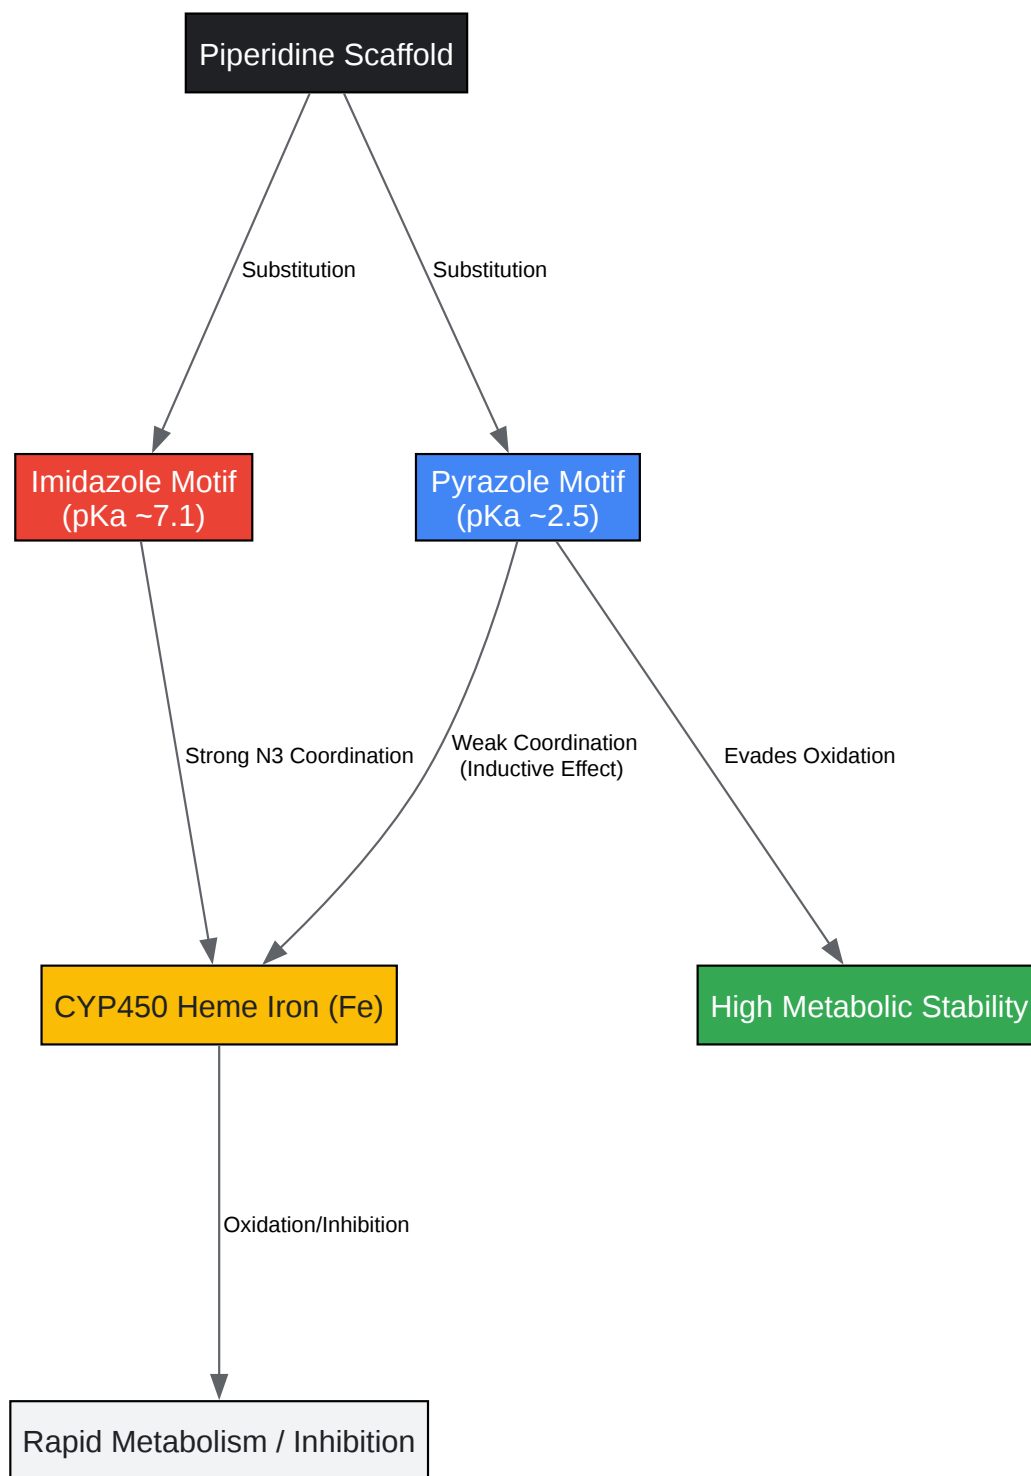 Piperidine Scaffold
Substitution
Substitution
Imidazole Motif
(pKa ~7.1)
Pyrazole Motif
(pKa ~2.5)
Strong N3 Coordination
Weak Coordination
(Inductive Effect)
Evades Oxidation
CYP450 Heme Iron (Fe)
High Metabolic Stability
Oxidation/Inhibition
Rapid Metabolism / Inhibition